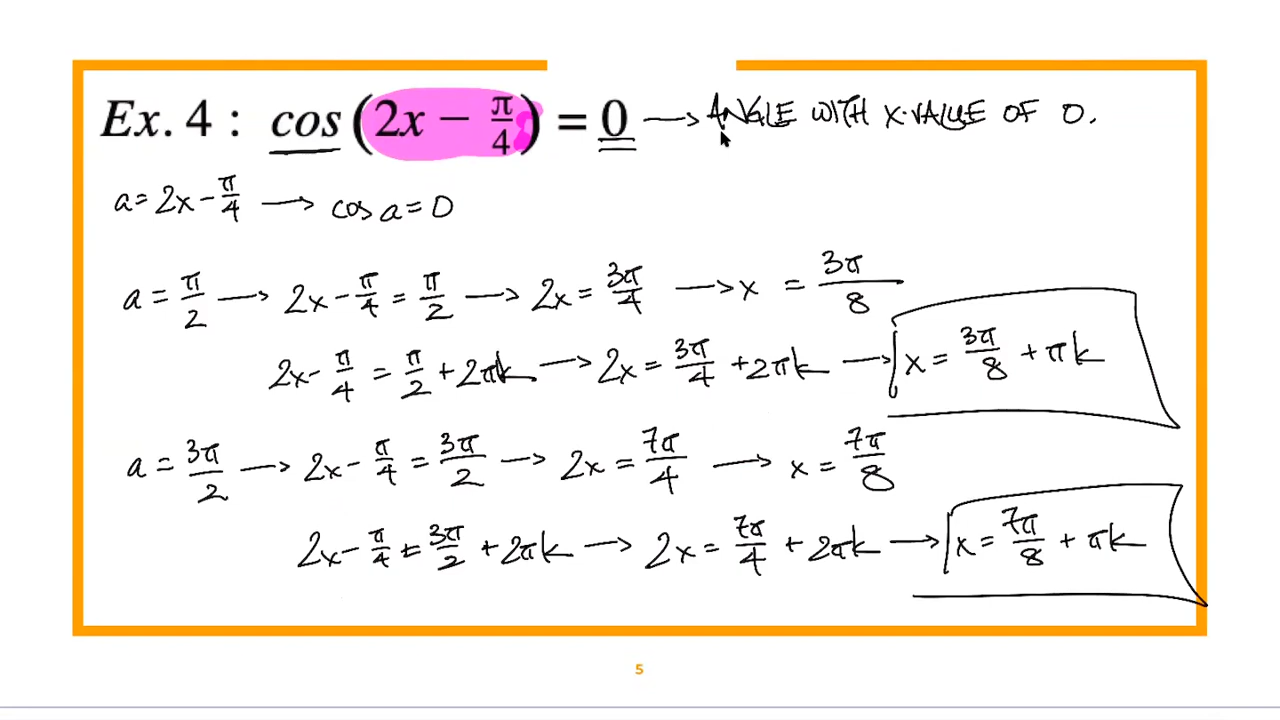 Ex. 4 : cos(2x − π/4) = 0 → ANGLE WITH X-VALUE OF 0.
a = 2x − π/4 → cos a = 0
a = π/2 → 2x − π/4 = π/2 → 2x = 3π/4 → x = 3π/8
2x − π/4 = π/2 + 2πk → 2x = 3π/4 + 2πk → x = 3π/8 + πk
a = 3π/2 → 2x − π/4 = 3π/2 → 2x = 7π/4 → x = 7π/8
2x − π/4 = 3π/2 + 2πk → 2x = 7π/4 + 2πk → x = 7π/8 + πk
5